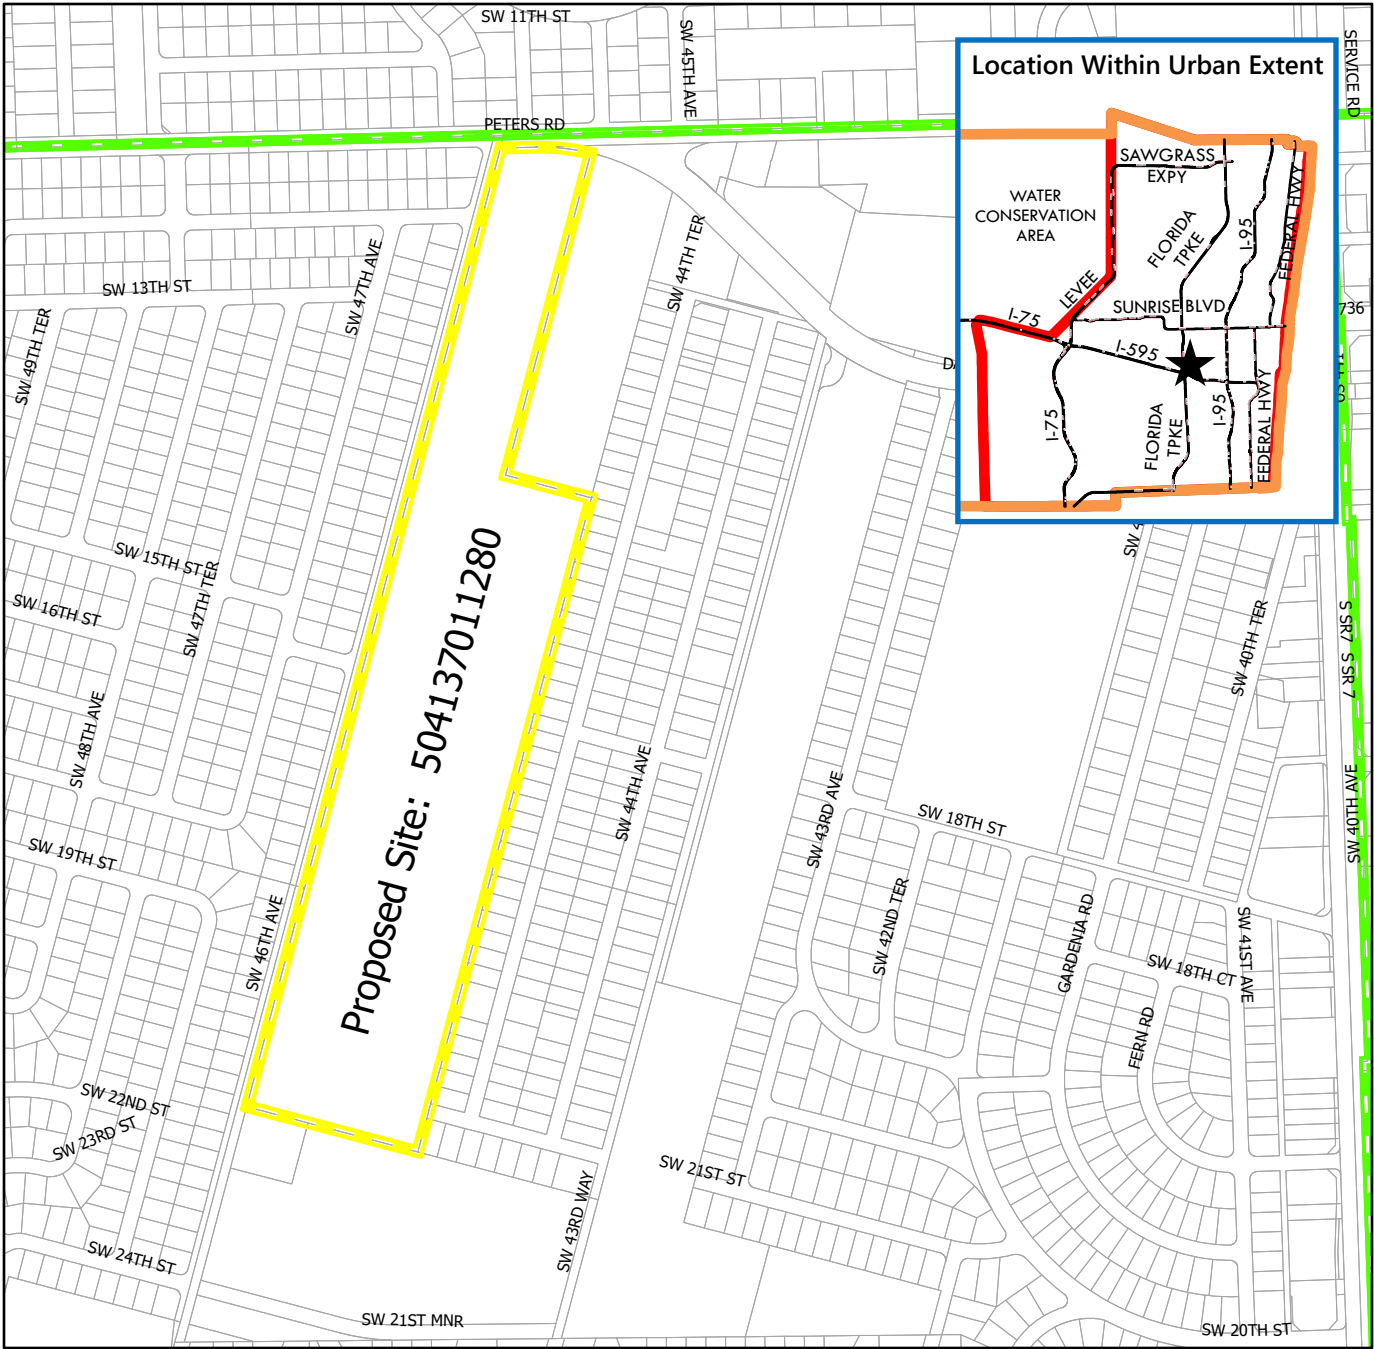 SW 11TH ST
SW 45TH AVE
SERVICE RD
PETERS RD
Location Within Urban Extent
SAWGRASS
EXPY
WATER
CONSERVATION
AREA
FLORIDA
TPKE
I-95
FEDERAL HWY
LEVEE
SUNRISE BLVD
I-75
I-595
I-75
FLORIDA
TPKE
I-95
FEDERAL HWY
SW 44TH TER
SW 47TH AVE
SW 13TH ST
SW 49TH TER
736
SW 15TH ST
SW 47TH TER
SW 16TH ST
SW 40TH TER
S SR7
S SR 7
SW 48TH AVE
Proposed Site: 504137011280
SW 44TH AVE
SW 43RD AVE
SW 18TH ST
SW 40TH AVE
SW 19TH ST
SW 46TH AVE
SW 42ND TER
GARDENIA RD
SW 41ST AVE
SW 18TH CT
FERN RD
SW 22ND ST
SW 23RD ST
SW 21ST ST
SW 43RD WAY
SW 24TH ST
SW 21ST MNR
SW 20TH ST